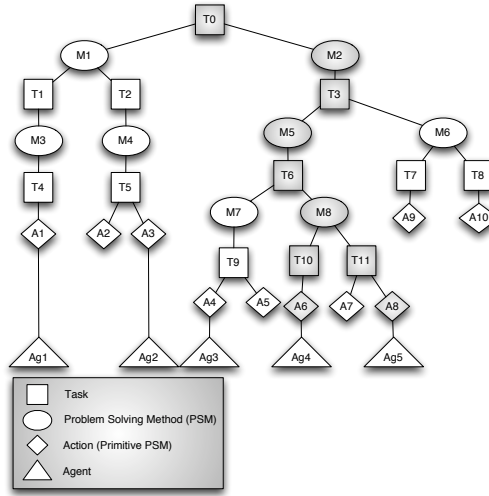 T0
M1 M2
T1 T2 T3
M3 M4 M5 M6
T4 T5 T6 T7 T8
A1 A2 A3 M7 M8 A9 A10
T9 T10 T11
A4 A5 A6 A7 A8
Ag1 Ag2 Ag3 Ag4 Ag5
Task
Problem Solving Method (PSM)
Action (Primitive PSM)
Agent